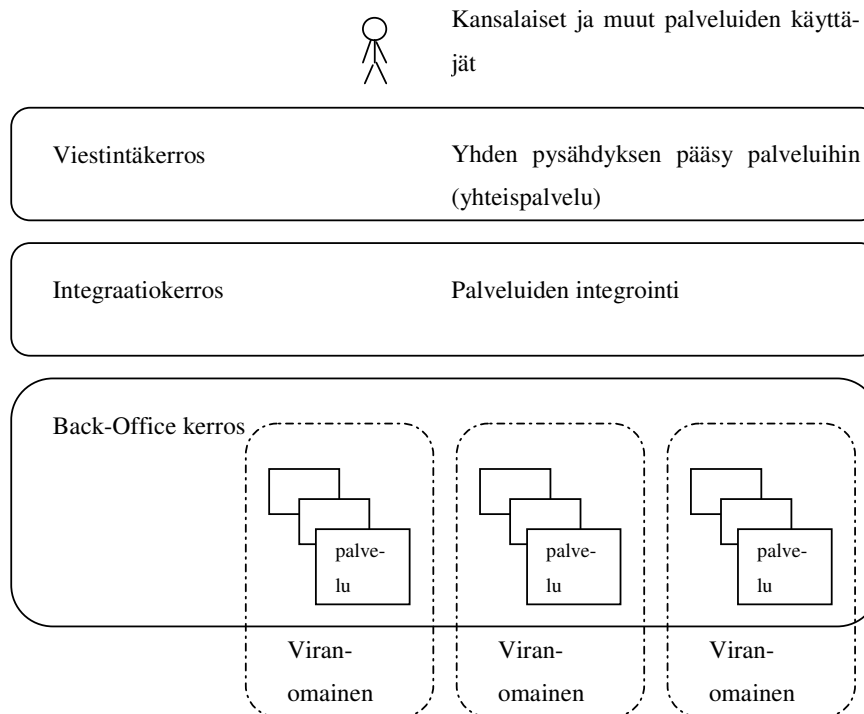 Kansalaiset ja muut palveluiden käyttä-
jät
Viestintäkerros
Yhden pysähdyksen pääsy palveluihin
(yhteispalvelu)
Integraatiokerros
Palveluiden integrointi
Back-Office kerros
palve-
lu
palve-
lu
palve-
lu
Viran-
omainen
Viran-
omainen
Viran-
omainen